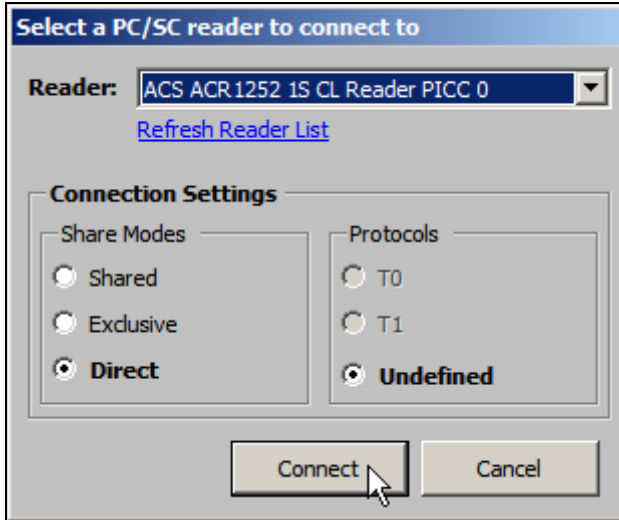 Select a PC/SC reader to connect to
Reader: ACS ACR1252 1S CL Reader PICC 0
Refresh Reader List
Connection Settings
Share Modes
Shared
Exclusive
Direct
Protocols
T0
T1
Undefined
Connect Cancel